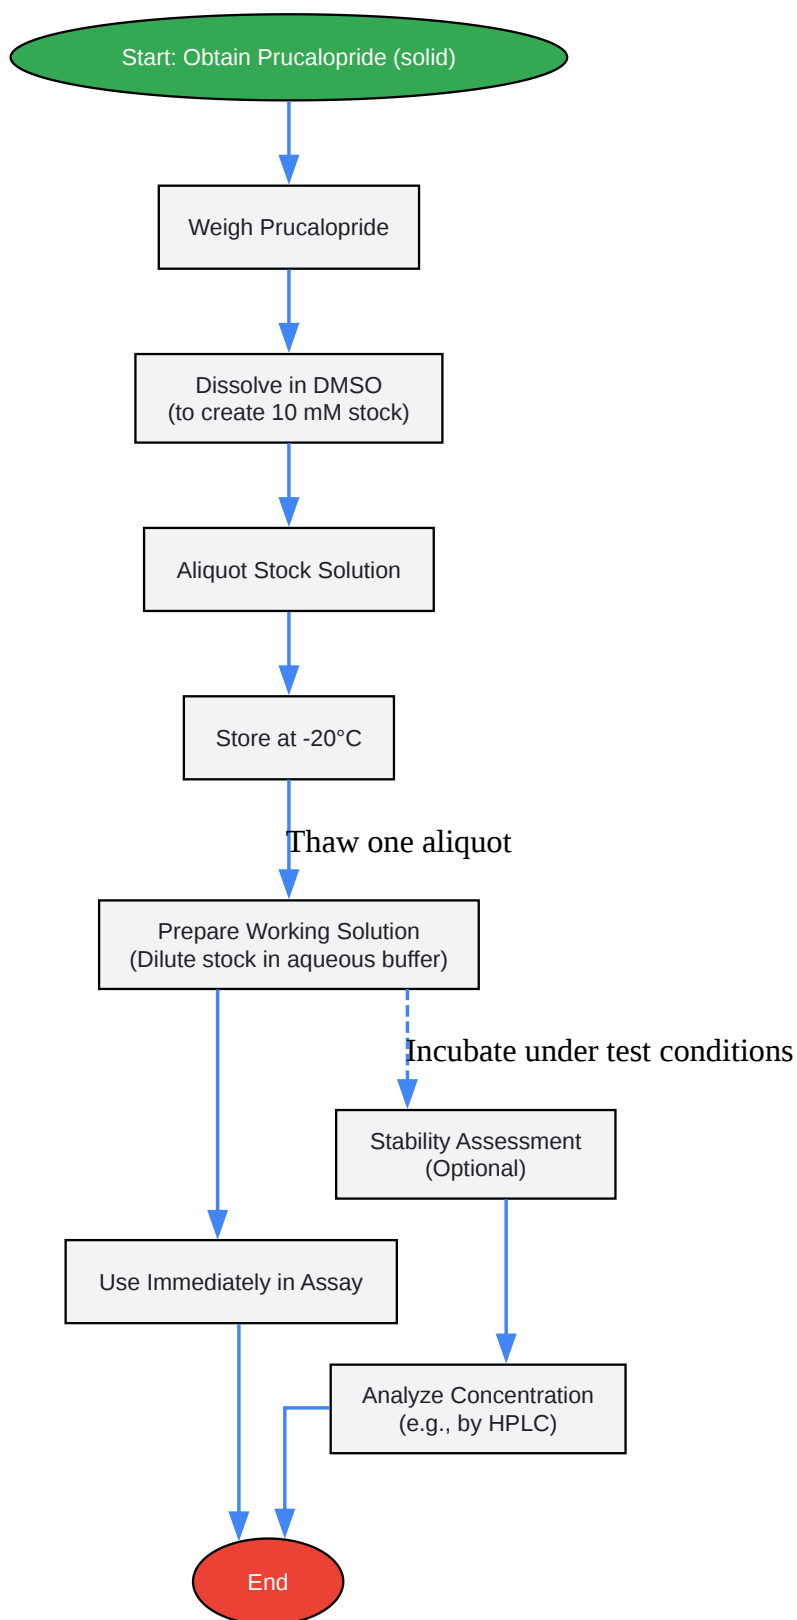 Start: Obtain Prucalopride (solid)
Weigh Prucalopride
Dissolve in DMSO
(to create 10 mM stock)
Aliquot Stock Solution
Store at -20°C
Thaw one aliquot
Prepare Working Solution
(Dilute stock in aqueous buffer)
Incubate under test conditions
Stability Assessment
(Optional)
Use Immediately in Assay
Analyze Concentration
(e.g., by HPLC)
End